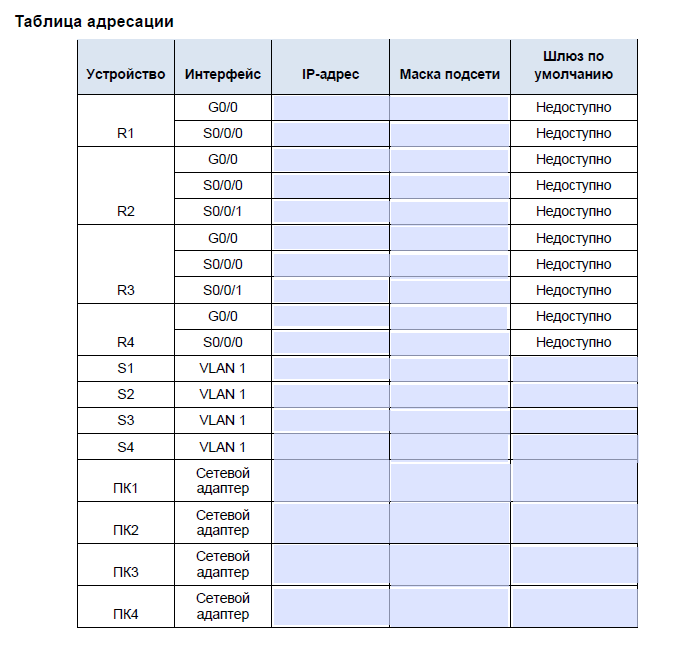 Таблица адресации
Устройство Интерфейс IP-адрес Маска подсети Шлюз по умолчанию
R1 G0/0 Недоступно
S0/0/0 Недоступно
R2 G0/0 Недоступно
S0/0/0 Недоступно
S0/0/1 Недоступно
R3 G0/0 Недоступно
S0/0/0 Недоступно
S0/0/1 Недоступно
R4 G0/0 Недоступно
S0/0/0 Недоступно
S1 VLAN 1
S2 VLAN 1
S3 VLAN 1
S4 VLAN 1
ПК1 Сетевой адаптер
ПК2 Сетевой адаптер
ПК3 Сетевой адаптер
ПК4 Сетевой адаптер